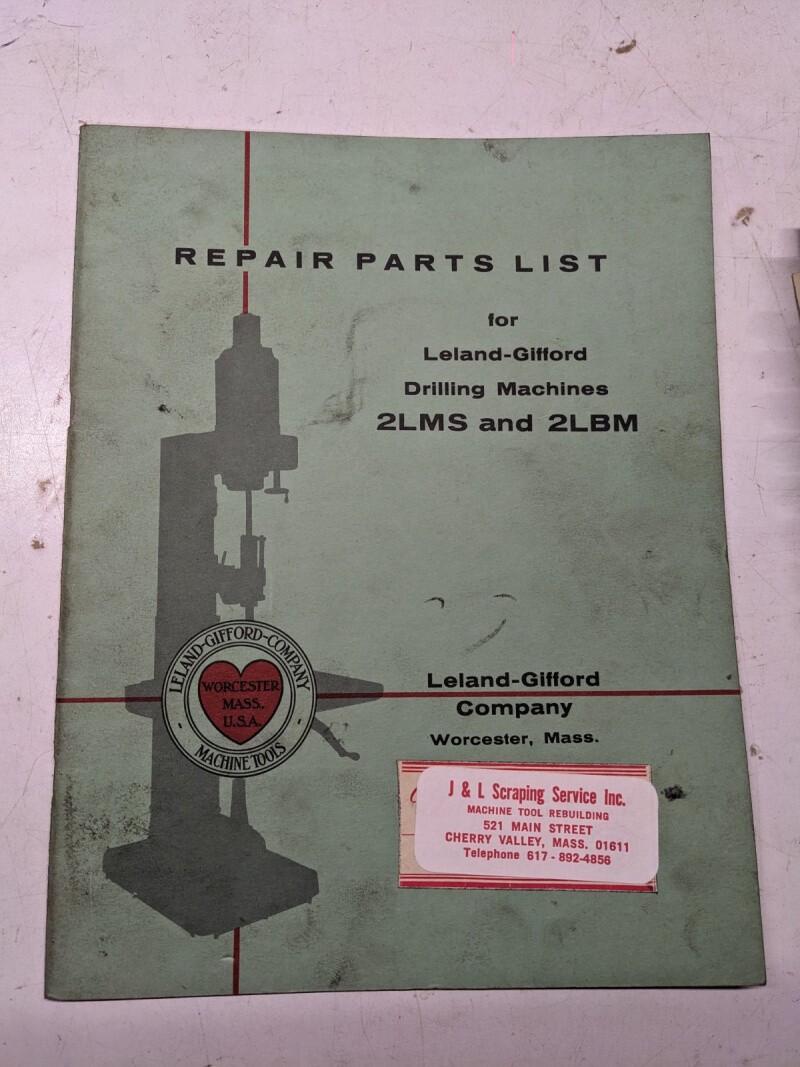 REPAIR PARTS LIST
for
Leland-Gifford
Drilling Machines
2LMS and 2LBM
LELAND-GIFFORD-COMPANY
WORCESTER
MASS.
U.S.A.
MACHINE TOOLS
Leland-Gifford
Company
Worcester, Mass.
J & L Scraping Service Inc.
MACHINE TOOL REBUILDING
521 MAIN STREET
CHERRY VALLEY, MASS. 01611
Telephone 617-892-4856